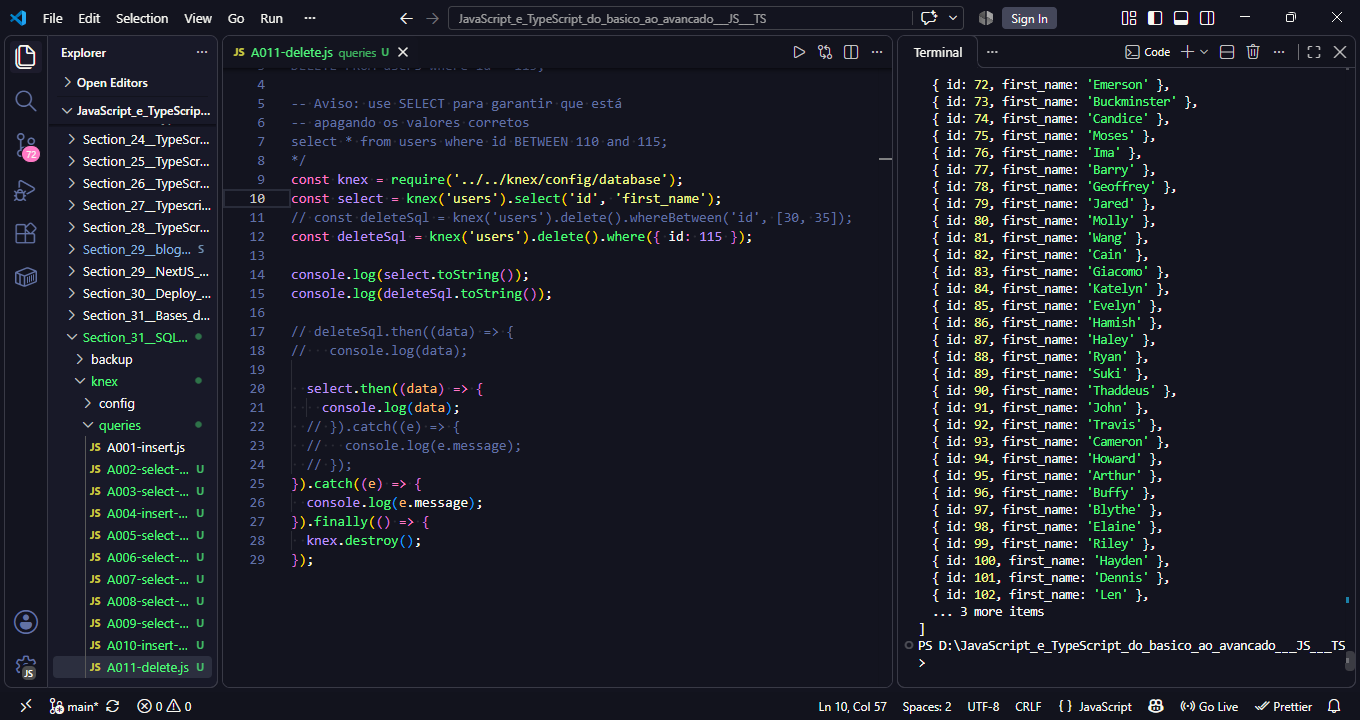 File Edit Selection View Go Run ···
JavaScript_e_TypeScript_do_basico_ao_avancado___JS___TS
Sign In
Explorer
Open Editors
JavaScript_e_TypeScrip...
Section_24__TypeScr...
Section_25__TypeScr...
Section_26__TypeScr...
Section_27__Typescri...
Section_28__TypeScr...
Section_29__blog... S
Section_29__NextJS_...
Section_30__Deploy_...
Section_31__Bases_d...
Section_31__SQL...
backup
knex
config
queries
JS A001-insert.js
JS A002-select-... U
JS A003-select-... U
JS A004-insert-... U
JS A005-select-... U
JS A006-select-... U
JS A007-select-... U
JS A008-select-... U
JS A009-select-... U
JS A010-insert-... U
JS A011-delete.js U
72
JS
JS A011-delete.js queries U
4
5 -- Aviso: use SELECT para garantir que está
6 -- apagando os valores corretos
7 select * from users where id BETWEEN 110 and 115;
8 */
9 const knex = require('../../knex/config/database');
10 const select = knex('users').select('id', 'first_name');
11 // const deleteSql = knex('users').delete().whereBetween('id', [30, 35]);
12 const deleteSql = knex('users').delete().where({ id: 115 });
13
14 console.log(select.toString());
15 console.log(deleteSql.toString());
16
17 // deleteSql.then((data) => {
18 //   console.log(data);
19
20   select.then((data) => {
21     console.log(data);
22   // }).catch((e) => {
23   //   console.log(e.message);
24   // });
25 }).catch((e) => {
26   console.log(e.message);
27 }).finally(() => {
28   knex.destroy();
29 });
Terminal ··· Code
{ id: 72, first_name: 'Emerson' },
{ id: 73, first_name: 'Buckminster' },
{ id: 74, first_name: 'Candice' },
{ id: 75, first_name: 'Moses' },
{ id: 76, first_name: 'Ima' },
{ id: 77, first_name: 'Barry' },
{ id: 78, first_name: 'Geoffrey' },
{ id: 79, first_name: 'Jared' },
{ id: 80, first_name: 'Molly' },
{ id: 81, first_name: 'Wang' },
{ id: 82, first_name: 'Cain' },
{ id: 83, first_name: 'Giacomo' },
{ id: 84, first_name: 'Katelyn' },
{ id: 85, first_name: 'Evelyn' },
{ id: 86, first_name: 'Hamish' },
{ id: 87, first_name: 'Haley' },
{ id: 88, first_name: 'Ryan' },
{ id: 89, first_name: 'Suki' },
{ id: 90, first_name: 'Thaddeus' },
{ id: 91, first_name: 'John' },
{ id: 92, first_name: 'Travis' },
{ id: 93, first_name: 'Cameron' },
{ id: 94, first_name: 'Howard' },
{ id: 95, first_name: 'Arthur' },
{ id: 96, first_name: 'Buffy' },
{ id: 97, first_name: 'Blythe' },
{ id: 98, first_name: 'Elaine' },
{ id: 99, first_name: 'Riley' },
{ id: 100, first_name: 'Hayden' },
{ id: 101, first_name: 'Dennis' },
{ id: 102, first_name: 'Len' },
... 3 more items
]
PS D:\JavaScript_e_TypeScript_do_basico_ao_avancado___JS___TS
>
main* 0 0
Ln 10, Col 57 Spaces: 2 UTF-8 CRLF { } JavaScript Go Live Prettier